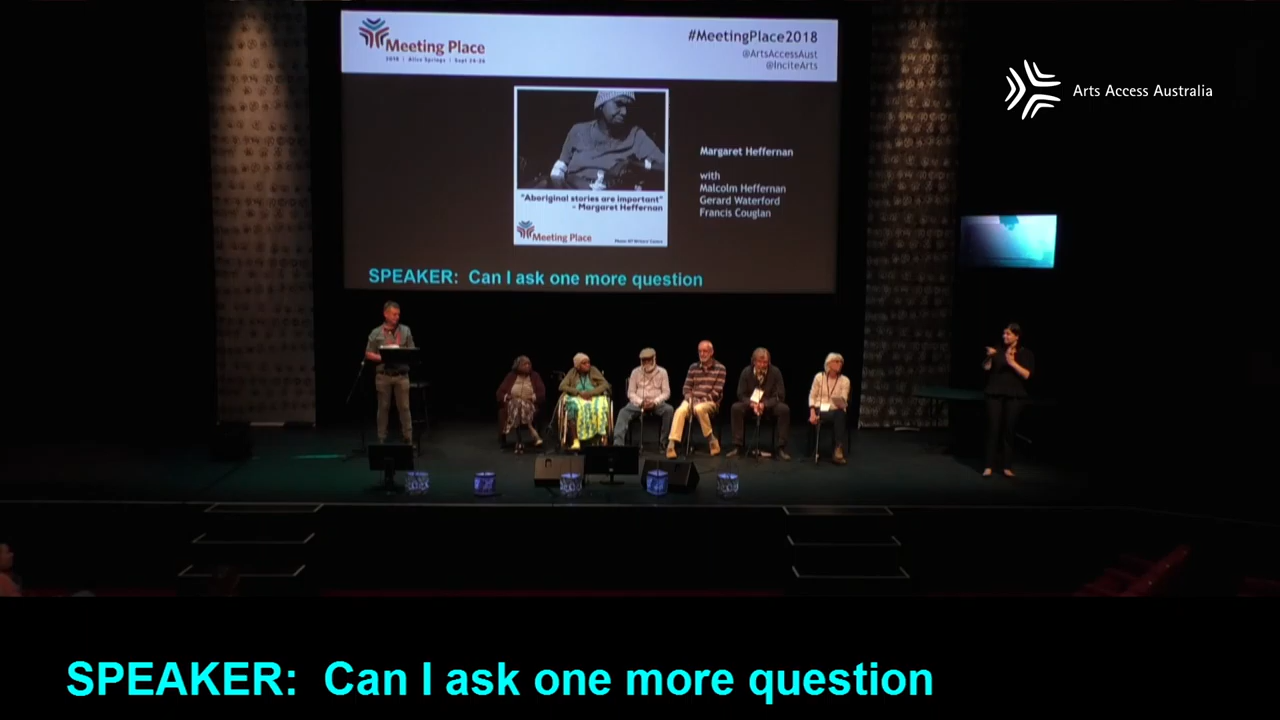 Meeting Place
2018 | Alice Springs | Sept 24-26
#MeetingPlace2018
@ArtsAccessAust
@InciteArts
Arts Access Australia
Margaret Heffernan
with
Malcolm Heffernan
Gerard Waterford
Francis Couglan
"Aboriginal stories are important"
- Margaret Heffernan
Meeting Place
SPEAKER: Can I ask one more question
SPEAKER: Can I ask one more question